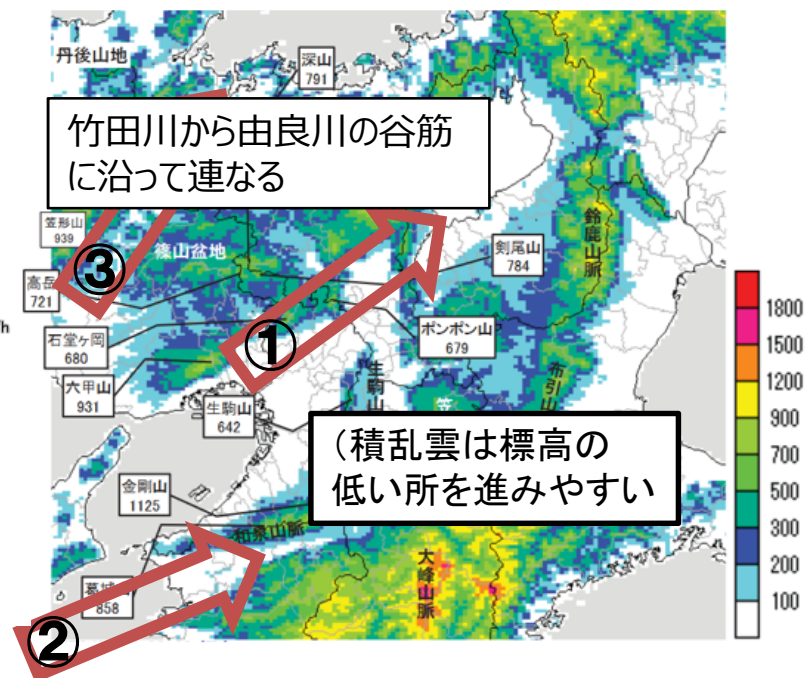 丹後山地
深山
791
竹田川から由良川の谷筋
に沿って連なる
笠形山
939
③
篠山盆地
鈴鹿山脈
剣尾山
784
高岳
721
h
石堂ヶ岡
680
①
ポンポン山
679
六甲山
931
生駒山
642
生駒山
布引山
笠
(積乱雲は標高の
低い所を進みやすい
金剛山
1125
和泉山脈
大峰山脈
858
②
1800
1500
1200
900
700
500
300
200
100